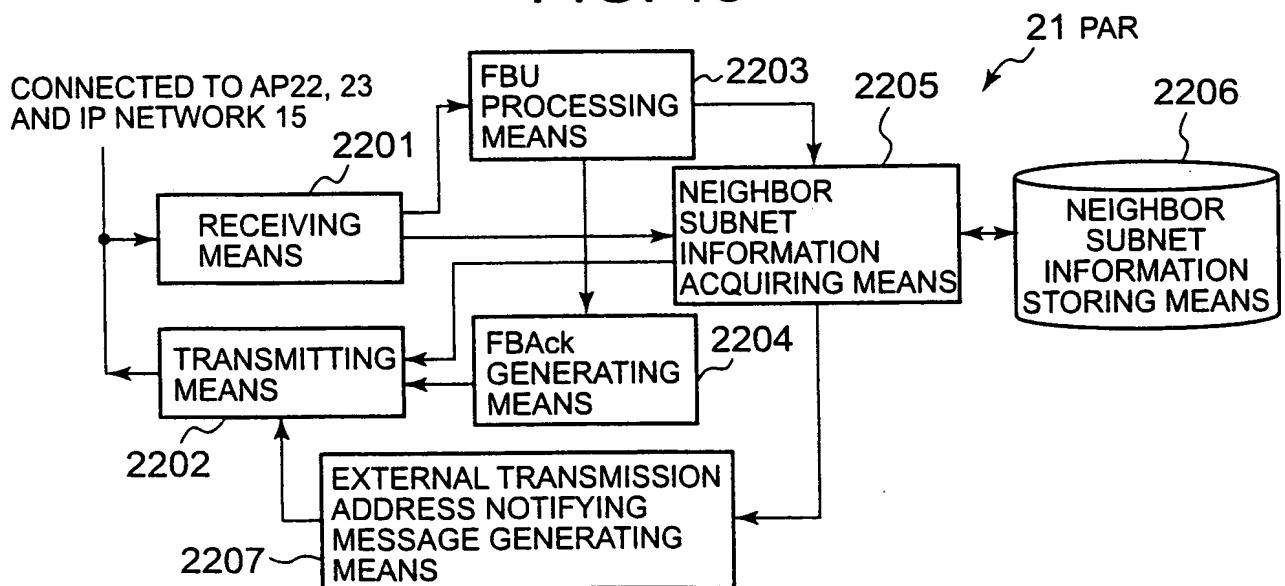 21 PAR
CONNECTED TO AP22, 23
AND IP NETWORK 15
FBU
PROCESSING
MEANS
2203
2205
2206
2201
RECEIVING
MEANS
NEIGHBOR
SUBNET
INFORMATION
ACQUIRING MEANS
NEIGHBOR
SUBNET
INFORMATION
STORING MEANS
TRANSMITTING
MEANS
FBAck
GENERATING
MEANS
2204
2202
EXTERNAL TRANSMISSION
ADDRESS NOTIFYING
MESSAGE GENERATING
MEANS
2207